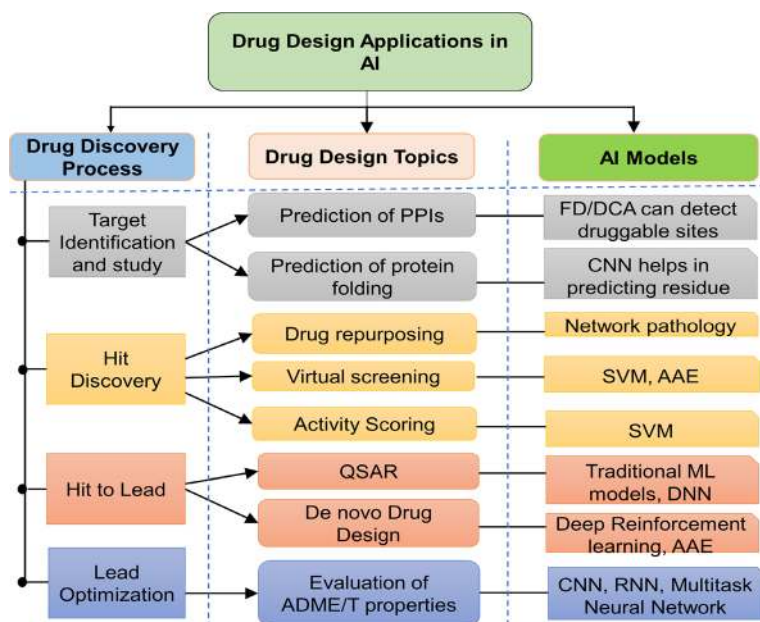 Drug Design Applications in
AI
Drug Discovery
Process
Drug Design Topics
AI Models
Target
Identification
and study
Prediction of PPIs
FD/DCA can detect
druggable sites
Prediction of protein
folding
CNN helps in
predicting residue
Hit
Discovery
Drug repurposing
Network pathology
Virtual screening
SVM, AAE
Activity Scoring
SVM
Hit to Lead
QSAR
Traditional ML
models, DNN
De novo Drug
Design
Deep Reinforcement
learning, AAE
Lead
Optimization
Evaluation of
ADME/T properties
CNN, RNN, Multitask
Neural Network